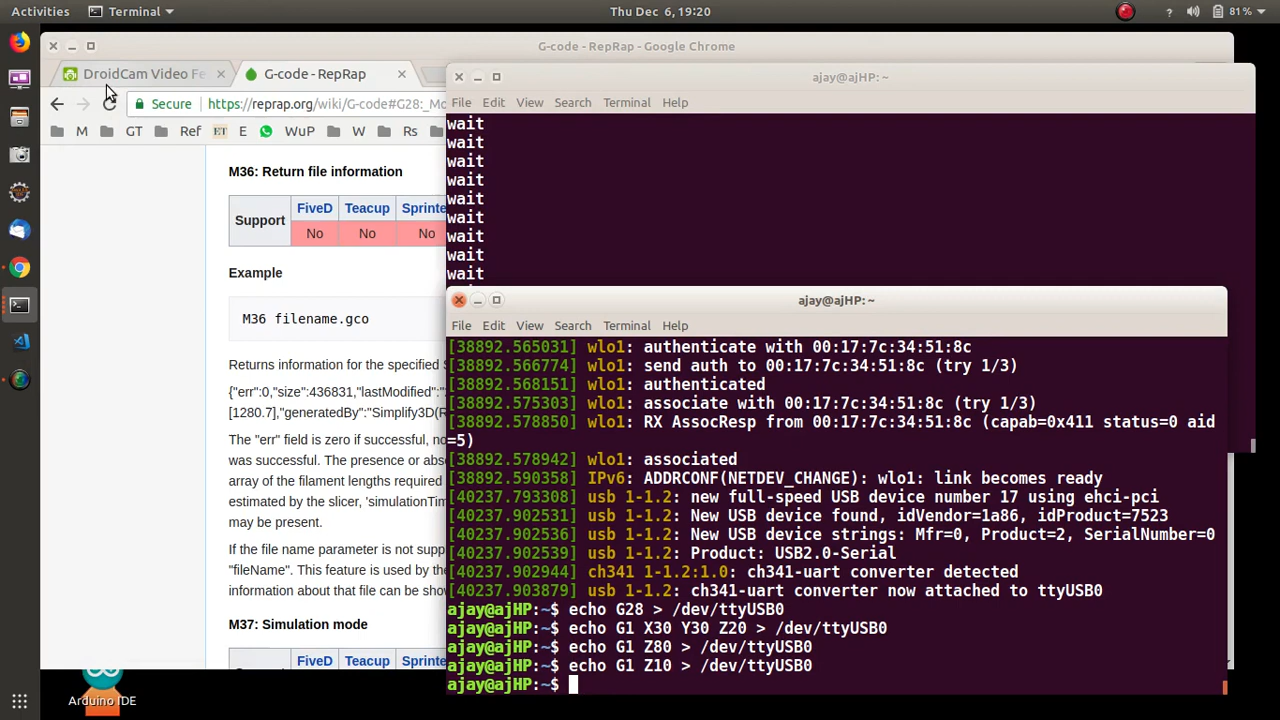 Activities
Terminal
Thu Dec 6, 19:20
?
81%
G-code - RepRap - Google Chrome
DroidCam Video Fe
G-code - RepRap
Secure
https://reprap.org/wiki/G-code#G28:_Mo
M
GT
Ref
ET
E
WuP
W
Rs
M36: Return file information
Support
FiveD
Teacup
Sprinte
No
No
No
Example
M36 filename.gco
Returns information for the specified S
{"err":0,"size":436831,"lastModified":"
[1280.7],"generatedBy":"Simplify3D(R
The "err" field is zero if successful, no
was successful. The presence or abse
array of the filament lengths required
estimated by the slicer, 'simulationTim
may be present.
If the file name parameter is not supp
"fileName". This feature is used by the
information about that file can be show
M37: Simulation mode
ajay@ajHP: ~
File Edit View Search Terminal Help
wait
wait
wait
wait
wait
wait
wait
wait
wait
ajay@ajHP: ~
File Edit View Search Terminal Help
[38892.565031] wlo1: authenticate with 00:17:7c:34:51:8c
[38892.566774] wlo1: send auth to 00:17:7c:34:51:8c (try 1/3)
[38892.568151] wlo1: authenticated
[38892.575303] wlo1: associate with 00:17:7c:34:51:8c (try 1/3)
[38892.578850] wlo1: RX AssocResp from 00:17:7c:34:51:8c (capab=0x411 status=0 aid
=5)
[38892.578942] wlo1: associated
[38892.590358] IPv6: ADDRCONF(NETDEV_CHANGE): wlo1: link becomes ready
[40237.793308] usb 1-1.2: new full-speed USB device number 17 using ehci-pci
[40237.902531] usb 1-1.2: New USB device found, idVendor=1a86, idProduct=7523
[40237.902536] usb 1-1.2: New USB device strings: Mfr=0, Product=2, SerialNumber=0
[40237.902539] usb 1-1.2: Product: USB2.0-Serial
[40237.902944] ch341 1-1.2:1.0: ch341-uart converter detected
[40237.903879] usb 1-1.2: ch341-uart converter now attached to ttyUSB0
ajay@ajHP:~$ echo G28 > /dev/ttyUSB0
ajay@ajHP:~$ echo G1 X30 Y30 Z20 > /dev/ttyUSB0
ajay@ajHP:~$ echo G1 Z80 > /dev/ttyUSB0
ajay@ajHP:~$ echo G1 Z10 > /dev/ttyUSB0
ajay@ajHP:~$
Arduino IDE